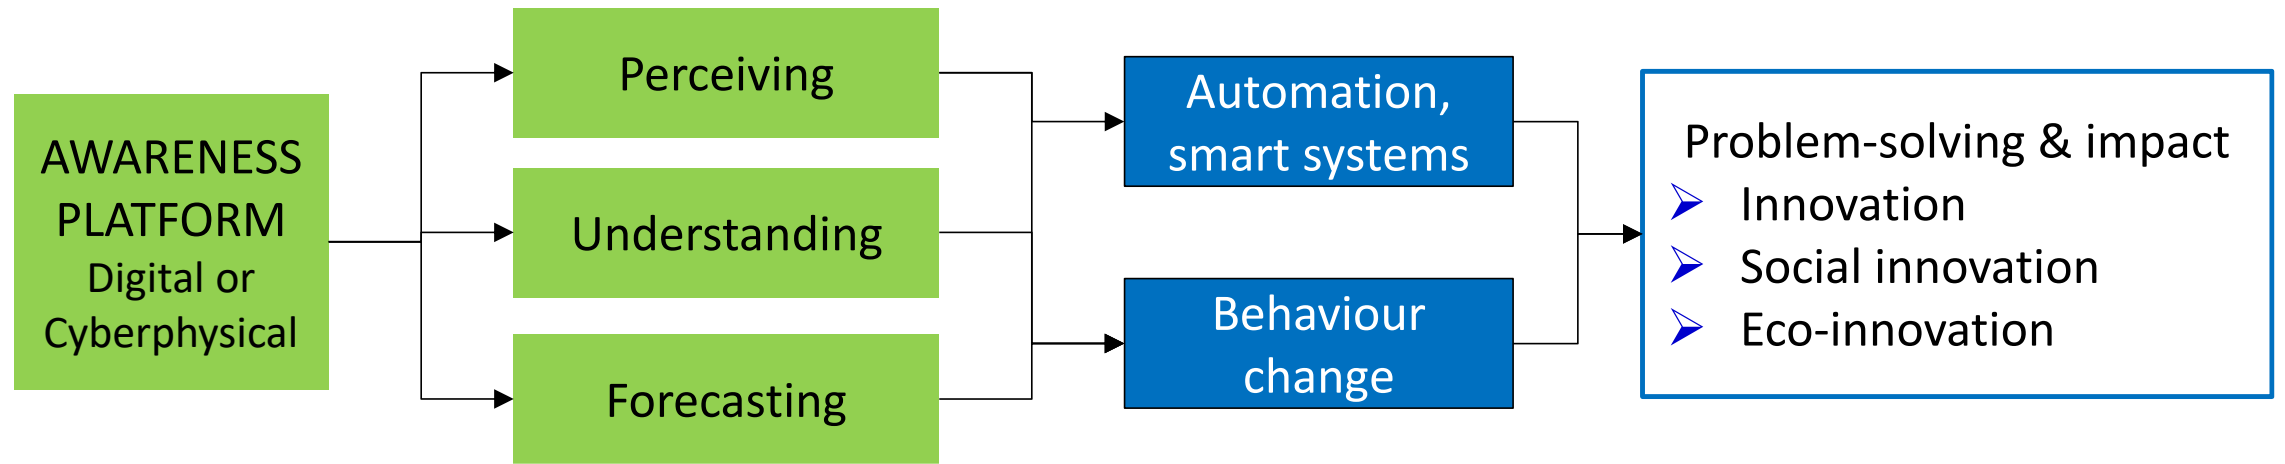 AWARENESS
PLATFORM
Digital or
Cyberphysical
Perceiving
Understanding
Forecasting
Automation,
smart systems
Behaviour
change
Problem-solving & impact
Innovation
Social innovation
Eco-innovation